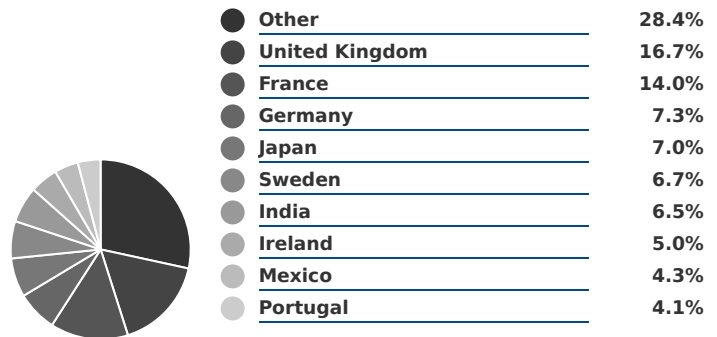 Other 28.4%
United Kingdom 16.7%
France 14.0%
Germany 7.3%
Japan 7.0%
Sweden 6.7%
India 6.5%
Ireland 5.0%
Mexico 4.3%
Portugal 4.1%